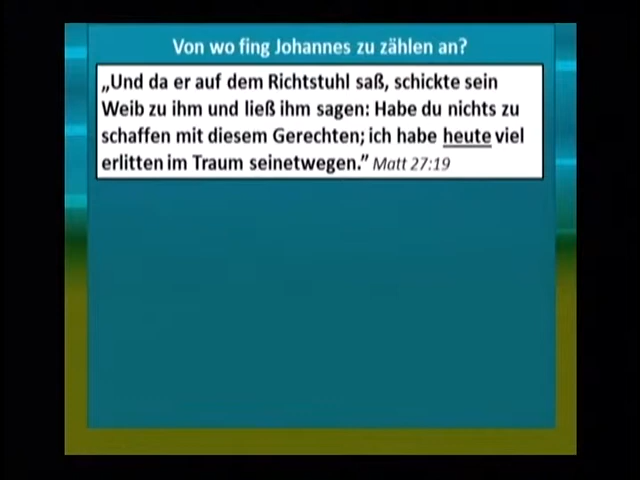 Von wo fing Johannes zu zählen an?
„Und da er auf dem Richtstuhl saß, schickte sein
Weib zu ihm und ließ ihm sagen: Habe du nichts zu
schaffen mit diesem Gerechten; ich habe heute viel
erlitten im Traum seinetwegen.” Matt 27:19